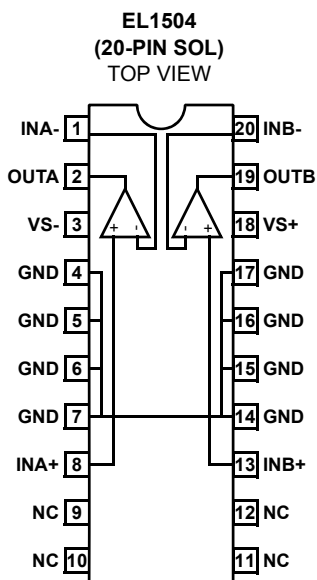 EL1504
(20-PIN SOL)
TOP VIEW
INA- 1 20 INB-
OUTA 2 19 OUTB
VS- 3 + - - + 18 VS+
GND 4 17 GND
GND 5 16 GND
GND 6 15 GND
GND 7 14 GND
INA+ 8 13 INB+
NC 9 12 NC
NC 10 11 NC